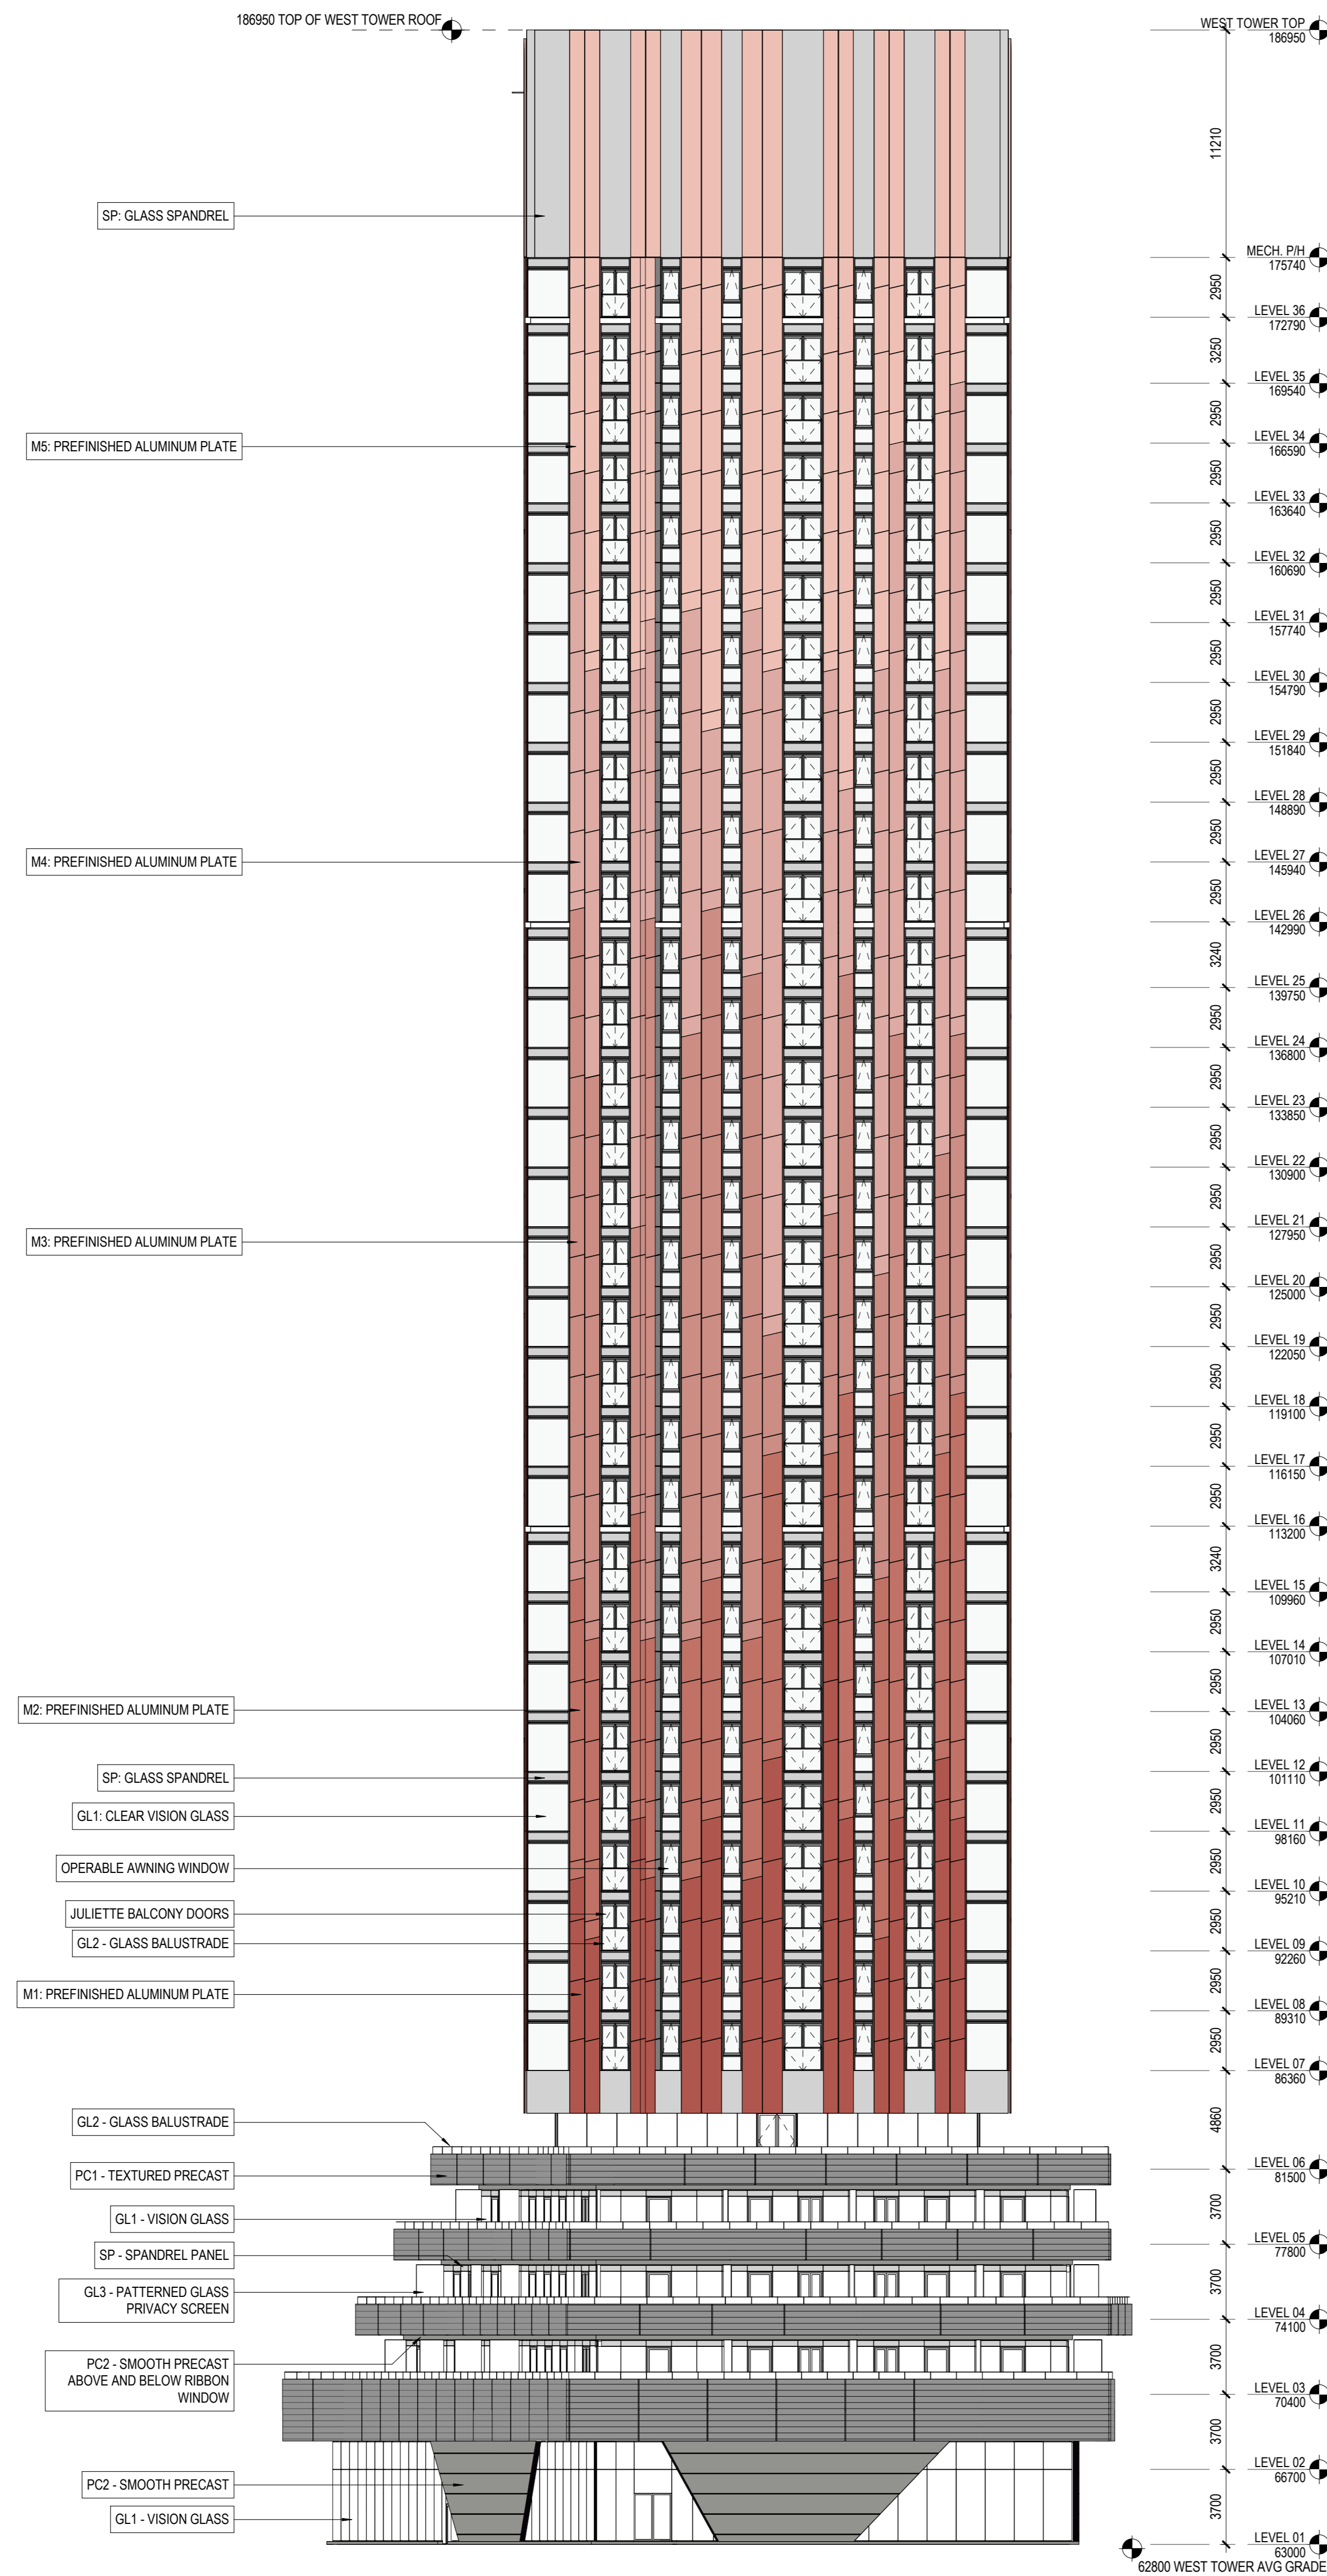 186950 TOP OF WEST TOWER ROOF
WEST TOWER TOP
186950
11210
SP: GLASS SPANDREL
MECH. P/H
175740
2950
LEVEL 36
172790
3250
LEVEL 35
169540
2950
M5: PREFINISHED ALUMINUM PLATE
LEVEL 34
166590
2950
LEVEL 33
163640
2950
LEVEL 32
160690
2950
LEVEL 31
157740
2950
LEVEL 30
154790
2950
LEVEL 29
151840
2950
LEVEL 28
148890
2950
M4: PREFINISHED ALUMINUM PLATE
LEVEL 27
145940
2950
LEVEL 26
142990
3240
LEVEL 25
139750
2950
LEVEL 24
136800
2950
LEVEL 23
133850
2950
LEVEL 22
130900
2950
LEVEL 21
127950
M3: PREFINISHED ALUMINUM PLATE
2950
LEVEL 20
125000
2950
LEVEL 19
122050
2950
LEVEL 18
119100
2950
LEVEL 17
116150
2950
LEVEL 16
113200
3240
LEVEL 15
109960
2950
LEVEL 14
107010
2950
M2: PREFINISHED ALUMINUM PLATE
LEVEL 13
104060
2950
SP: GLASS SPANDREL
LEVEL 12
101110
2950
GL1: CLEAR VISION GLASS
LEVEL 11
98160
2950
OPERABLE AWNING WINDOW
LEVEL 10
95210
JULIETTE BALCONY DOORS
2950
GL2 - GLASS BALUSTRADE
LEVEL 09
92260
2950
M1: PREFINISHED ALUMINUM PLATE
LEVEL 08
89310
2950
LEVEL 07
86360
4860
GL2 - GLASS BALUSTRADE
PC1 - TEXTURED PRECAST
LEVEL 06
81500
3700
GL1 - VISION GLASS
LEVEL 05
77800
SP - SPANDREL PANEL
3700
GL3 - PATTERNED GLASS
PRIVACY SCREEN
LEVEL 04
74100
3700
PC2 - SMOOTH PRECAST
ABOVE AND BELOW RIBBON
WINDOW
LEVEL 03
70400
3700
LEVEL 02
66700
PC2 - SMOOTH PRECAST
3700
GL1 - VISION GLASS
LEVEL 01
63000
62800 WEST TOWER AVG GRADE